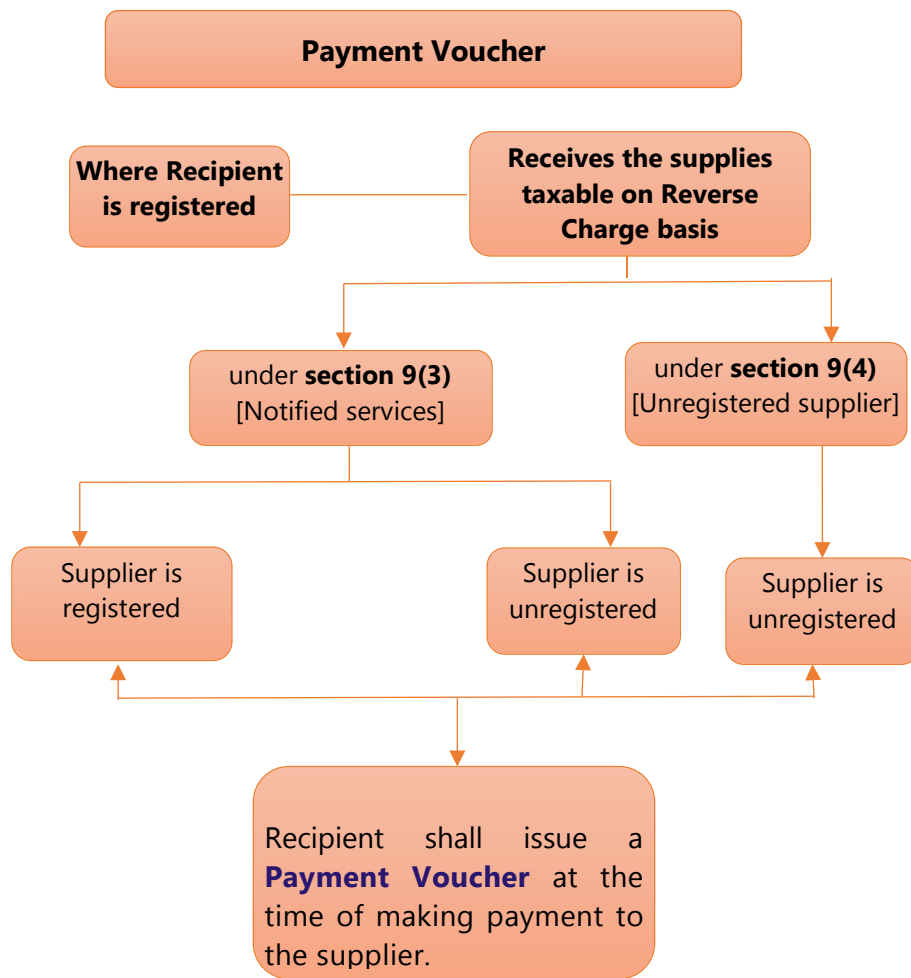 Payment Voucher
Where Recipient
is registered
Receives the supplies
taxable on Reverse
Charge basis
under section 9(3)
[Notified services]
under section 9(4)
[Unregistered supplier]
Supplier is
registered
Supplier is
unregistered
Supplier is
unregistered
Recipient shall issue a
Payment Voucher at the
time of making payment to
the supplier.